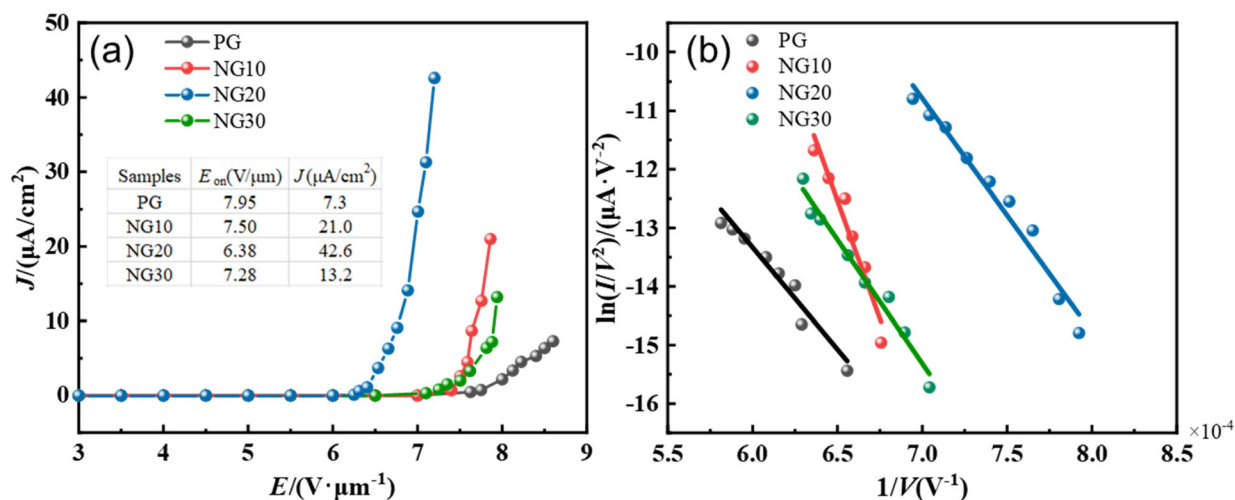 (a)
PG
NG10
NG20
NG30
Samples E on(V/μm) J(μA/cm²)
PG 7.95 7.3
NG10 7.50 21.0
NG20 6.38 42.6
NG30 7.28 13.2
50
40
30
20
10
0
J/(μA/cm²)
3 4 5 6 7 8 9
E/(V·μm⁻¹)
(b)
PG
NG10
NG20
NG30
-10
-11
-12
-13
-14
-15
-16
ln(I/V²)/(μA·V⁻²)
5.5 6.0 6.5 7.0 7.5 8.0 8.5
×10⁻⁴
1/V(V⁻¹)